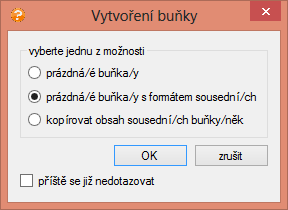 Vytvoření buňky
vyberte jednu z možnosti
prázdná/é buňka/y
prázdná/é buňka/y s formátem sousední/ch
kopírovat obsah sousední/ch buňky/něk
OK
zrušit
příště se již nedotazovat